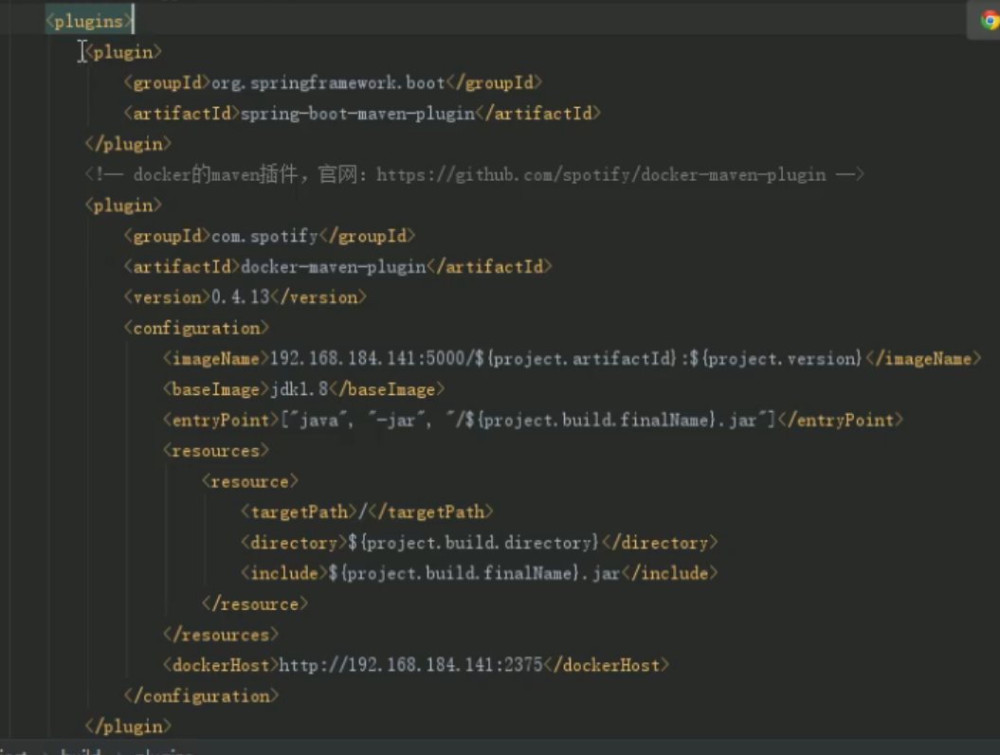 <plugins>
<plugin>
<groupId>org.springframework.boot</groupId>
<artifactId>spring-boot-maven-plugin</artifactId>
</plugin>
<!-- docker的maven插件，官网：https://github.com/spotify/docker-maven-plugin -->
<plugin>
<groupId>com.spotify</groupId>
<artifactId>docker-maven-plugin</artifactId>
<version>0.4.13</version>
<configuration>
<imageName>192.168.184.141:5000/${project.artifactId}:${project.version}</imageName>
<baseImage>jdk1.8</baseImage>
<entryPoint>["java", "-jar", "/${project.build.finalName}.jar"]</entryPoint>
<resources>
<resource>
<targetPath>/</targetPath>
<directory>${project.build.directory}</directory>
<include>${project.build.finalName}.jar</include>
</resource>
</resources>
<dockerHost>http://192.168.184.141:2375</dockerHost>
</configuration>
</plugin>